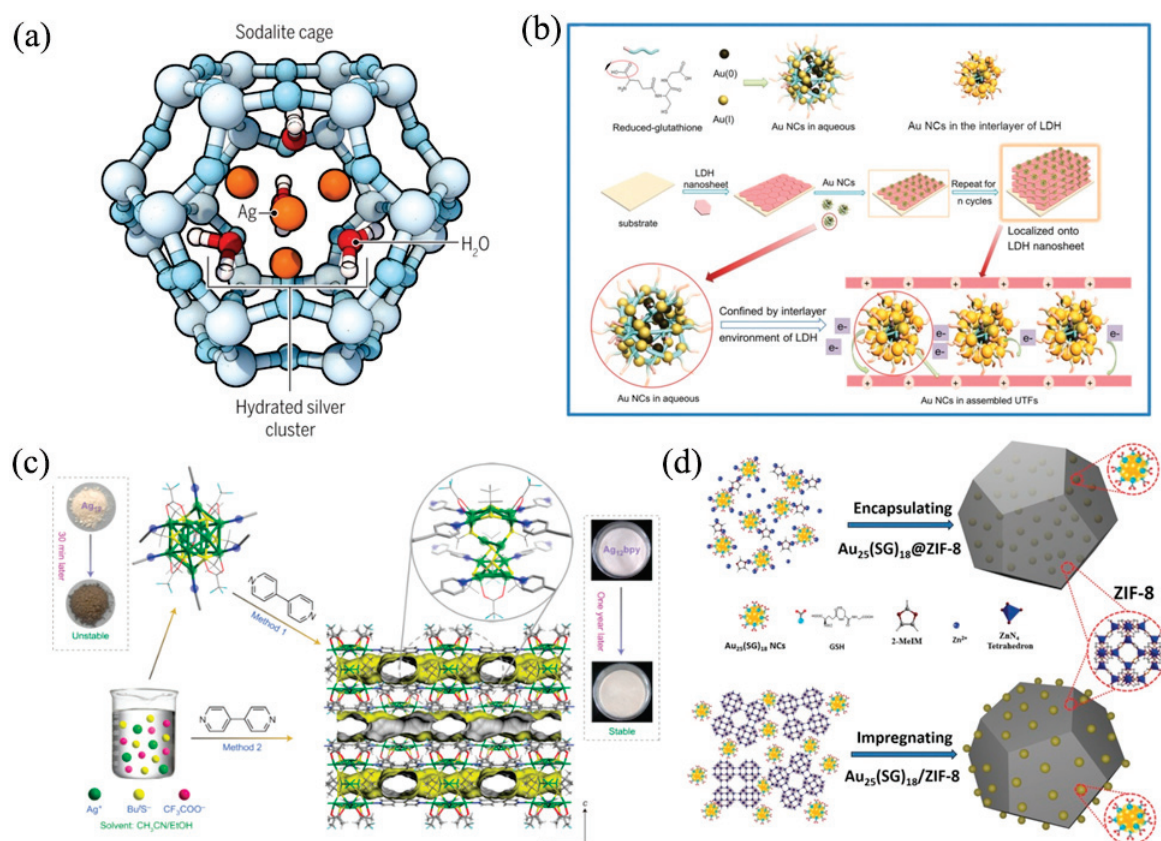 (a)
Sodalite cage
Ag
H₂O
Hydrated silver
cluster
(b)
Au(0)
Au(I)
Reduced-glutathione
Au NCs in aqueous
Au NCs in the interlayer of LDH
LDH
nanosheet
substrate
Au NCs
Repeat for
n cycles
Localized onto
LDH nanosheet
Confined by interlayer
environment of LDH
e-
e-
e-
e-
e-
e-
Au NCs in aqueous
Au NCs in assembled UTFs
(c)
30 min later
Unstable
N
N
Method 1
Ag₁₂bpy
One year later
Stable
N
N
Method 2
Ag⁺
BuᵗS⁻
CF₃COO⁻
Solvent: CH₃CN/EtOH
(d)
Encapsulating
Au₂₅(SG)₁₈@ZIF-8
ZIF-8
Au₂₅(SG)₁₈ NCs
GSH
2-MeIM
Zn²⁺
ZnN₄
Tetrahedron
Impregnating
Au₂₅(SG)₁₈/ZIF-8